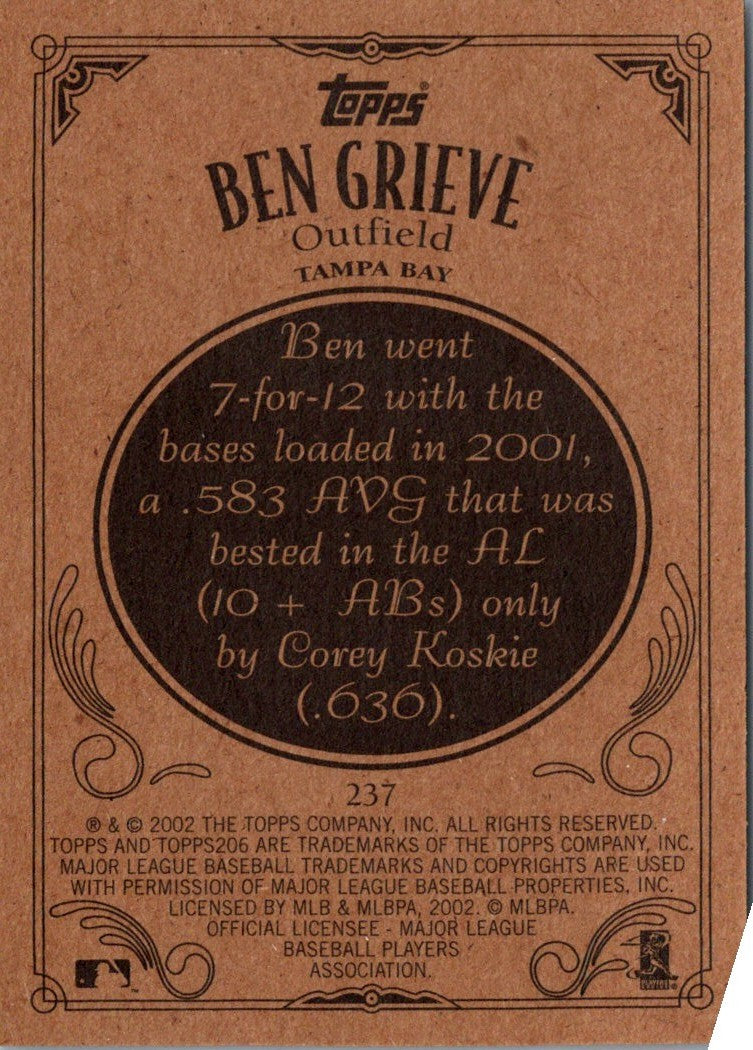 Topps®
BEN GRIEVE
Outfield
TAMPA BAY
Ben went
7-for-12 with the
bases loaded in 2001,
a .583 AVG that was
bested in the AL
(10 + ABs) only
by Corey Koskie
(.636).
237
® & © 2002 THE TOPPS COMPANY, INC. ALL RIGHTS RESERVED.
TOPPS AND TOPPS206 ARE TRADEMARKS OF THE TOPPS COMPANY, INC.
MAJOR LEAGUE BASEBALL TRADEMARKS AND COPYRIGHTS ARE USED
WITH PERMISSION OF MAJOR LEAGUE BASEBALL PROPERTIES, INC.
LICENSED BY MLB & MLBPA, 2002. © MLBPA.
OFFICIAL LICENSEE - MAJOR LEAGUE
BASEBALL PLAYERS
ASSOCIATION.